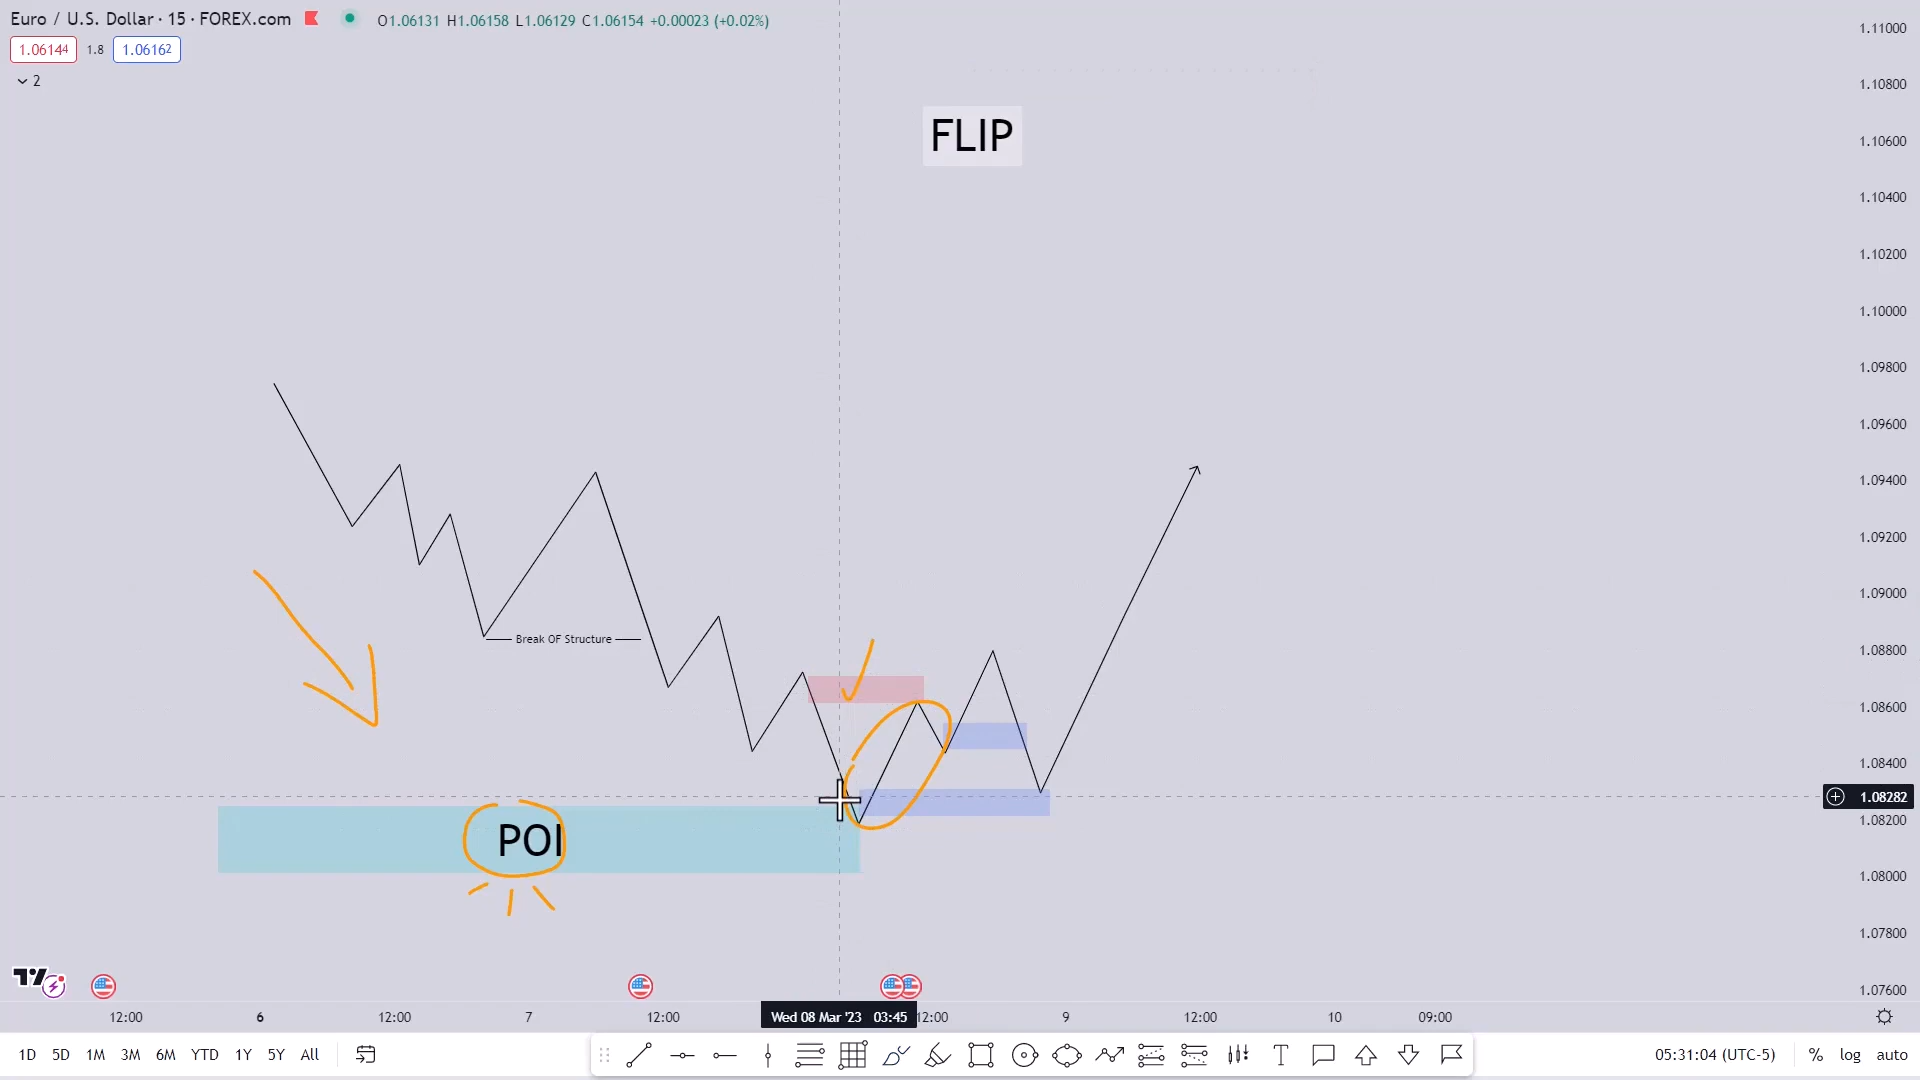 Euro / U.S. Dollar · 15 · FOREX.com O1.06131 H1.06158 L1.06129 C1.06154 +0.00023 (+0.02%)
1.06144 1.8 1.06162
2
FLIP
1.11000
1.10800
1.10600
1.10400
1.10200
1.10000
1.09800
1.09600
1.09400
1.09200
1.09000
1.08800
1.08600
1.08400
1.08282
1.08200
1.08000
1.07800
1.07600
Break OF Structure
POI
12:00 6 12:00 7 12:00 Wed 08 Mar '23 03:45 12:00 9 12:00 10 09:00
1D 5D 1M 3M 6M YTD 1Y 5Y All 05:31:04 (UTC-5) % log auto